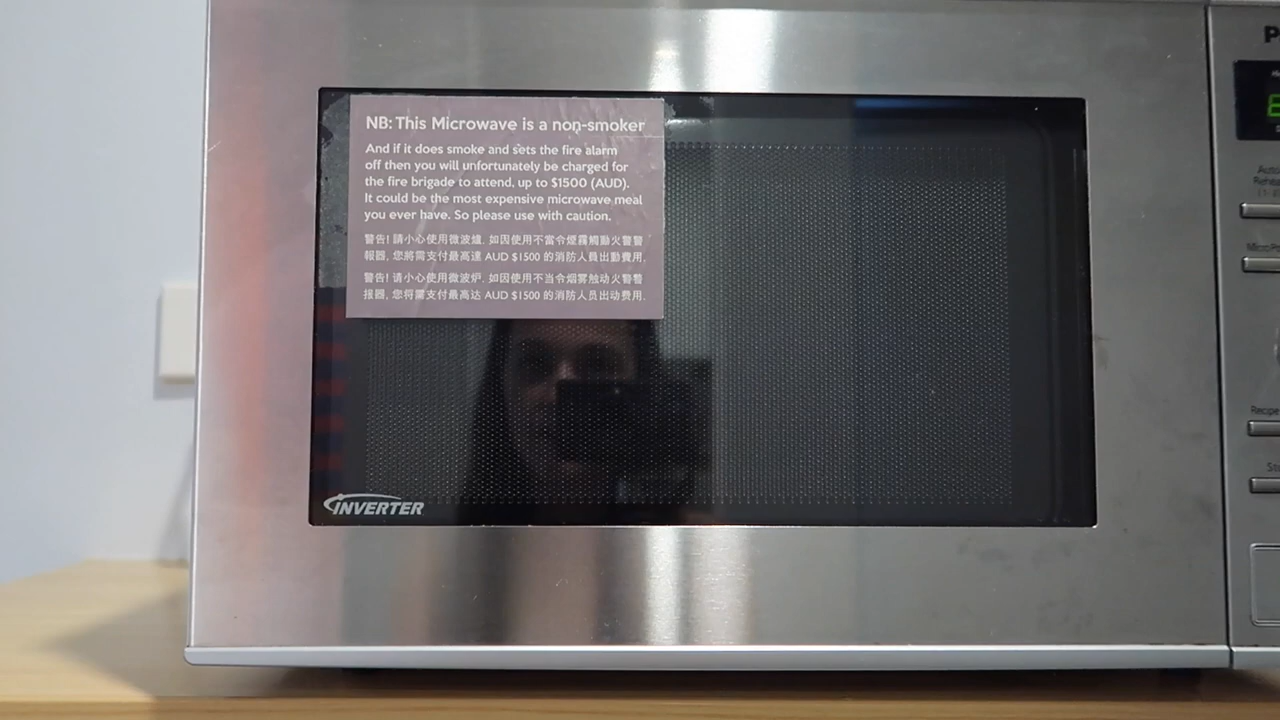 NB: This Microwave is a non-smoker
And if it does smoke and sets the fire alarm
off then you will unfortunately be charged for
the fire brigade to attend, up to $1500 (AUD).
It could be the most expensive microwave meal
you ever have. So please use with caution.
警告! 請小心使用微波爐. 如因使用不當令煙霧觸動火警警
報器, 您將需支付最高達 AUD $1500 的消防人員出動費用.
警告! 请小心使用微波炉. 如因使用不当令烟雾触动火警警
报器, 您将需支付最高达 AUD $1500 的消防人员出动费用.
INVERTER